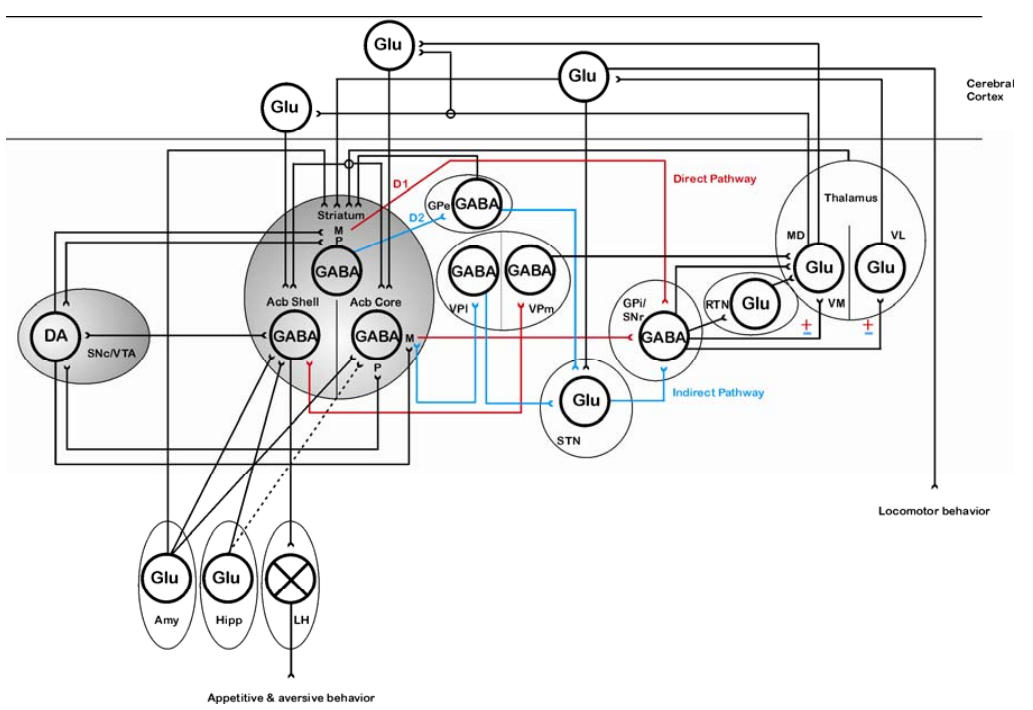 Glu
Glu
Cerebral
Cortex
Glu
D1
Direct Pathway
Thalamus
GPe
GABA
Striatum
D2
M
P
MD
VL
GABA
GABA
GABA
Glu
Glu
Acb Shell
Acb Core
VPl
VPm
GPi/
SNr
RTN
Glu
VM
DA
GABA
GABA
M
GABA
+
−
+
−
SNc/VTA
P
Glu
Indirect Pathway
STN
Locomotor behavior
Glu
Glu
Amy
Hipp
LH
Appetitive & aversive behavior